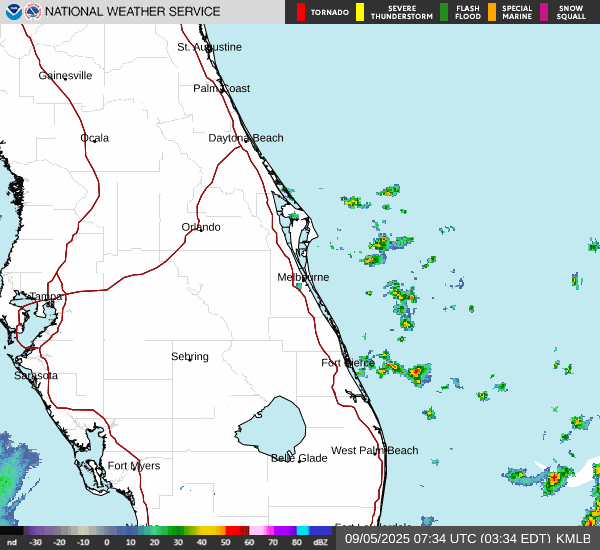 NATIONAL WEATHER SERVICE
TORNADO
SEVERE THUNDERSTORM
FLASH FLOOD
SPECIAL MARINE
SNOW SQUALL
St. Augustine
Gainesville
Palm Coast
Ocala
Daytona Beach
Orlando
Melbourne
Tampa
Sebring
Fort Pierce
Sarasota
West Palm Beach
Belle Glade
Fort Myers
nd -30 -20 -10 0 10 20 30 40 50 60 70 80 dBZ
09/05/2025 07:34 UTC (03:34 EDT) KMLB